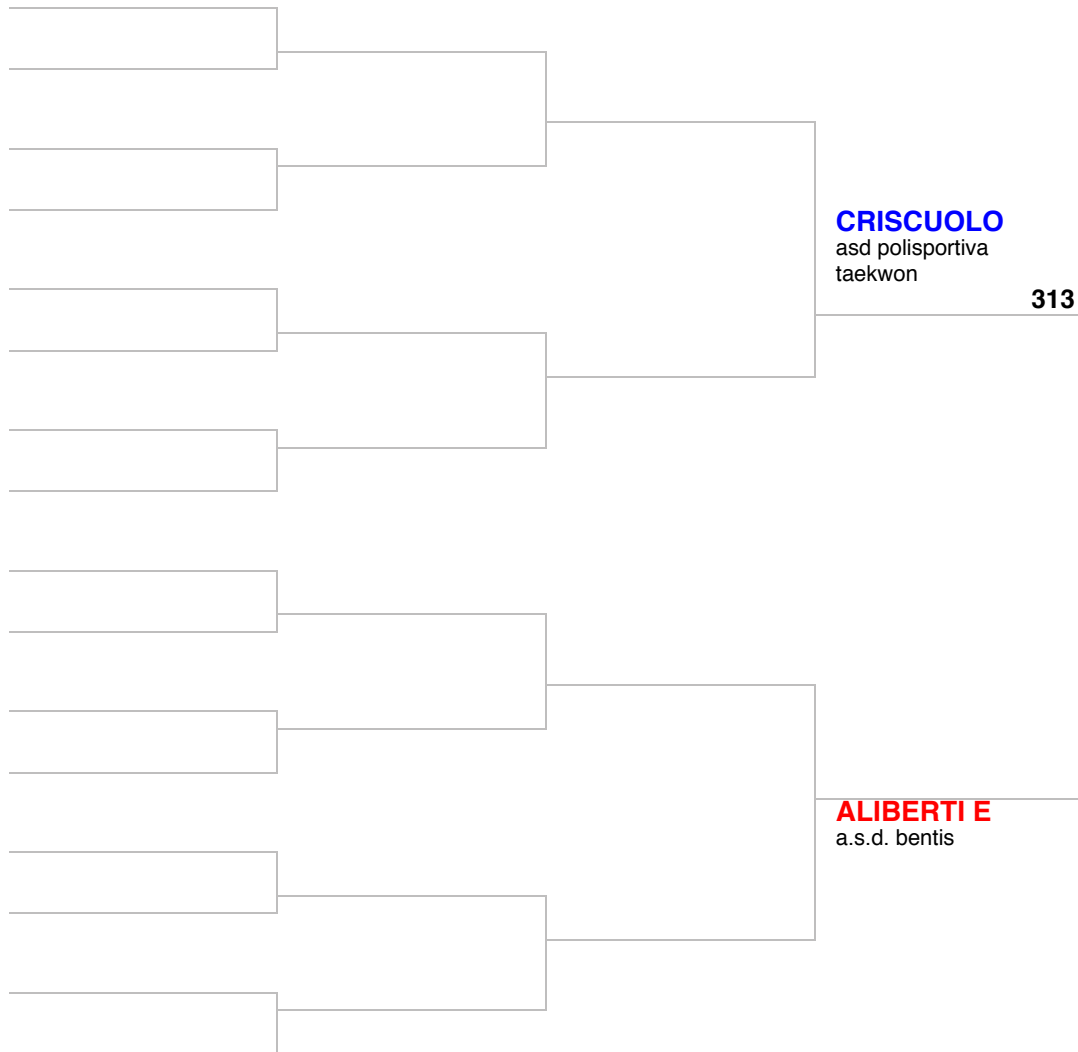 CRISCUOLO
asd polisportiva
taekwon
313
ALIBERTI E
a.s.d. bentis